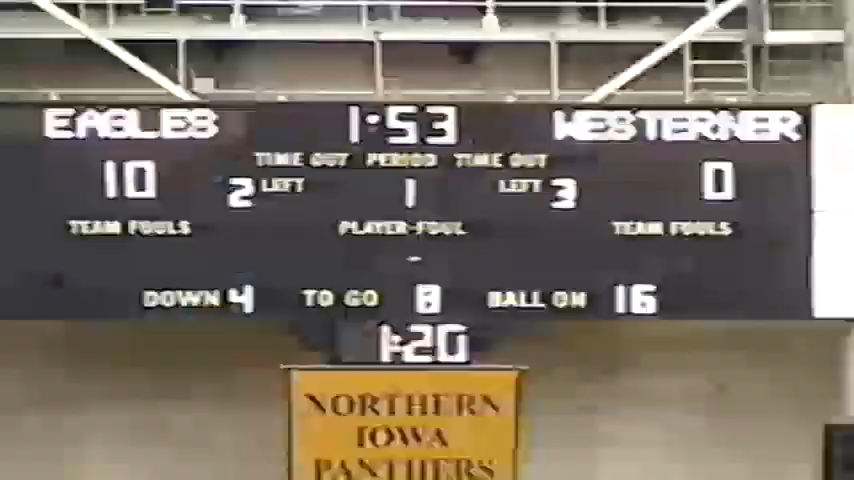 EAGLES 1:53 WESTERNER
TIME OUT PERIOD TIME OUT
10 2 LEFT 1 LEFT 3 0
TEAM FOULS PLAYER-FOUL TEAM FOULS
-
DOWN 4 TO GO 8 BALL ON 16
1:20
NORTHERN
IOWA
PANTHERS